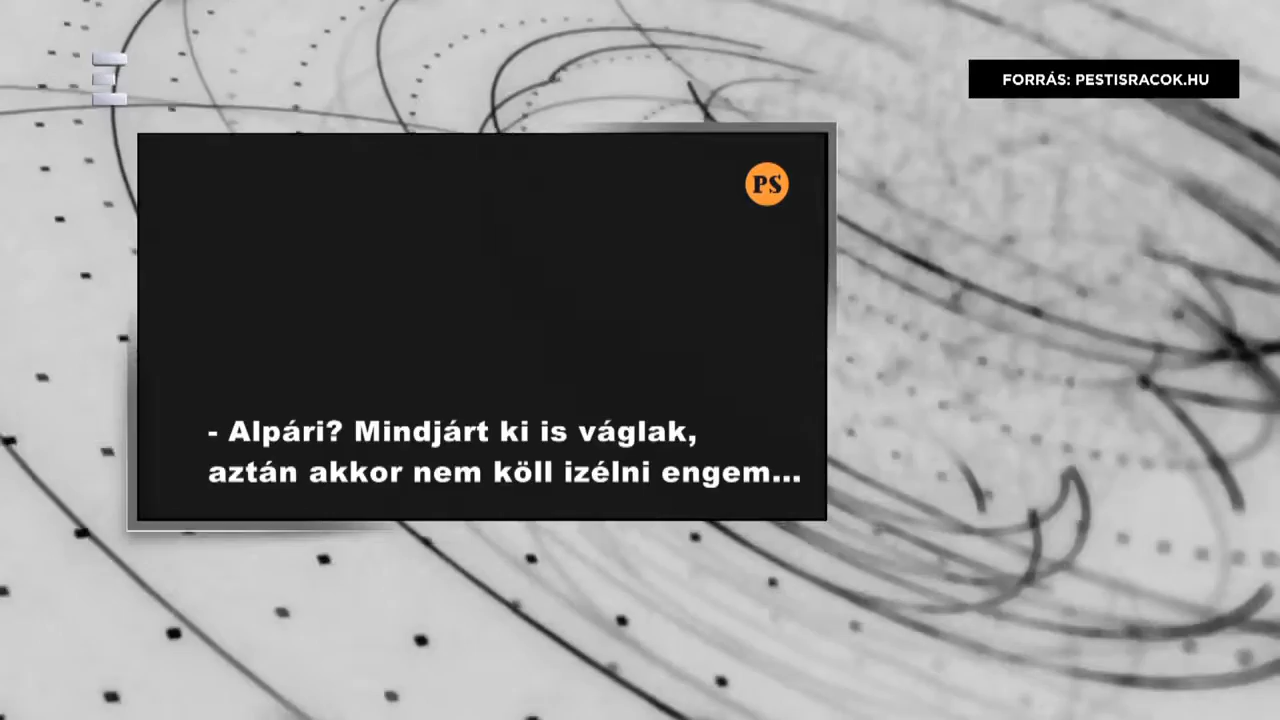 FORRÁS: PESTISRACOK.HU
PS
- Alpári? Mindjárt ki is váglak,
aztán akkor nem köll izélni engem...